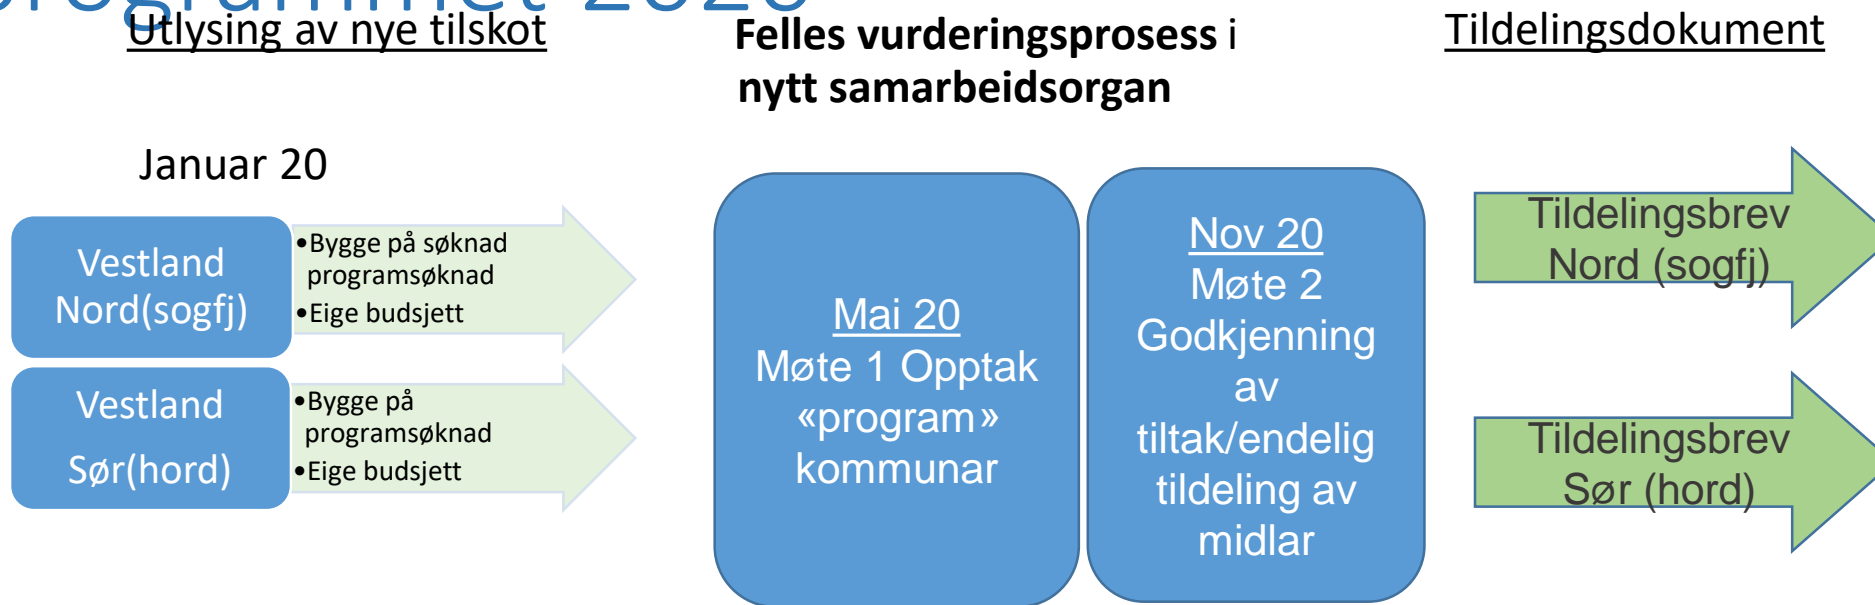 programmet 2020
Utlysing av nye tilskot
Januar 20
Vestland
Nord(sogfj)
•Bygge på søknad
programsøknad
•Eige budsjett
Vestland
Sør(hord)
•Bygge på
programsøknad
•Eige budsjett
Felles vurderingsprosess i
nytt samarbeidsorgan
Mai 20
Møte 1 Opptak
«program»
kommunar
Nov 20
Møte 2
Godkjenning
av
tiltak/endelig
tildeling av
midlar
Tildelingsdokument
Tildelingsbrev
Nord (sogfj)
Tildelingsbrev
Sør (hord)